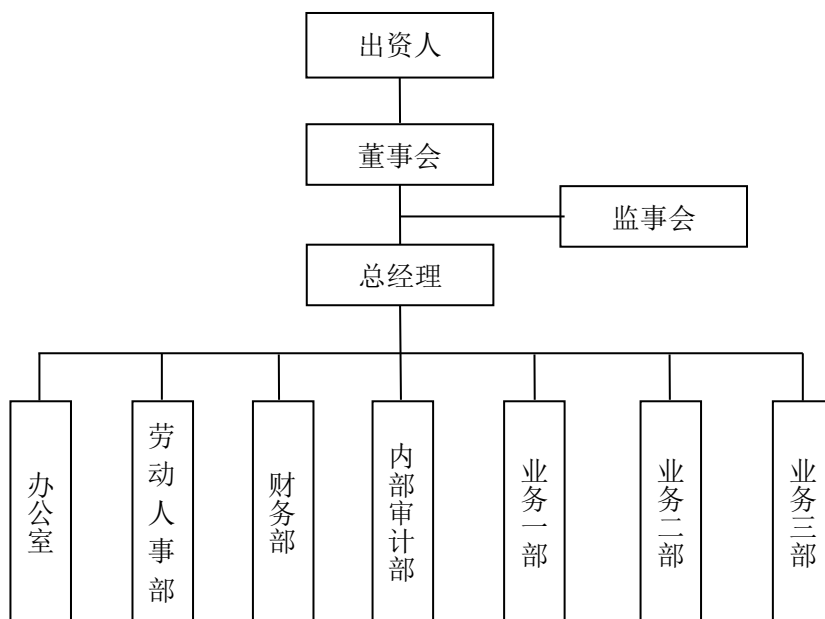 出资人
董事会
监事会
总经理
办公室
劳动人事部
财务部
内部审计部
业务一部
业务二部
业务三部